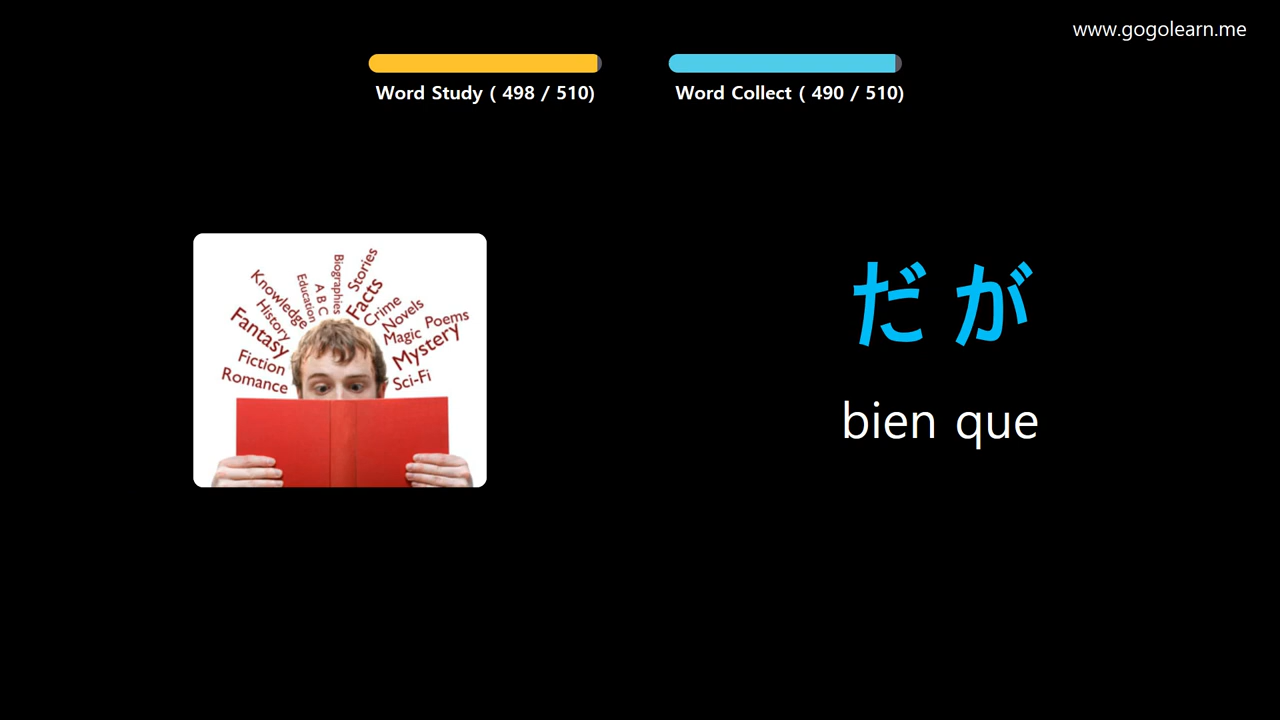 www.gogolearn.me
Word Study ( 498 / 510)
Word Collect ( 490 / 510)
Biographies
Stories
Knowledge
Education
A B C
Facts
History
Crime
Novels
Fantasy
Magic
Poems
Mystery
Fiction
Romance
Sci-Fi
だが
bien que